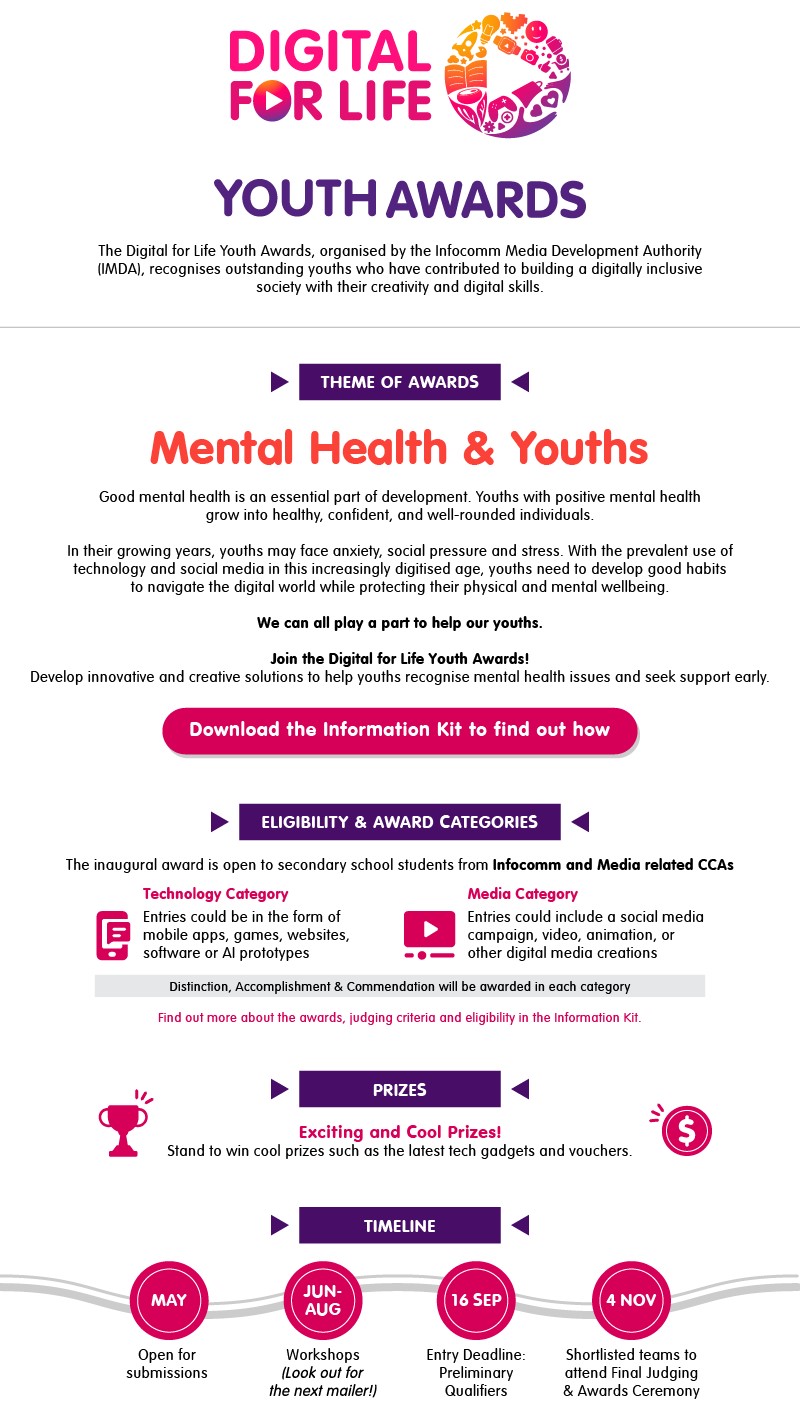 DIGITAL
FOR LIFE
YOUTH AWARDS
The Digital for Life Youth Awards, organised by the Infocomm Media Development Authority
(IMDA), recognises outstanding youths who have contributed to building a digitally inclusive
society with their creativity and digital skills.
THEME OF AWARDS
Mental Health & Youths
Good mental health is an essential part of development. Youths with positive mental health
grow into healthy, confident, and well-rounded individuals.
In their growing years, youths may face anxiety, social pressure and stress. With the prevalent use of
technology and social media in this increasingly digitised age, youths need to develop good habits
to navigate the digital world while protecting their physical and mental wellbeing.
We can all play a part to help our youths.
Join the Digital for Life Youth Awards!
Develop innovative and creative solutions to help youths recognise mental health issues and seek support early.
Download the Information Kit to find out how
ELIGIBILITY & AWARD CATEGORIES
The inaugural award is open to secondary school students from Infocomm and Media related CCAs
Technology Category
Entries could be in the form of
mobile apps, games, websites,
software or AI prototypes
Media Category
Entries could include a social media
campaign, video, animation, or
other digital media creations
Distinction, Accomplishment & Commendation will be awarded in each category
Find out more about the awards, judging criteria and eligibility in the Information Kit.
PRIZES
Exciting and Cool Prizes!
Stand to win cool prizes such as the latest tech gadgets and vouchers.
$
TIMELINE
MAY
Open for
submissions
JUN-
AUG
Workshops
(Look out for
the next mailer!)
16 SEP
Entry Deadline:
Preliminary
Qualifiers
4 NOV
Shortlisted teams to
attend Final Judging
& Awards Ceremony